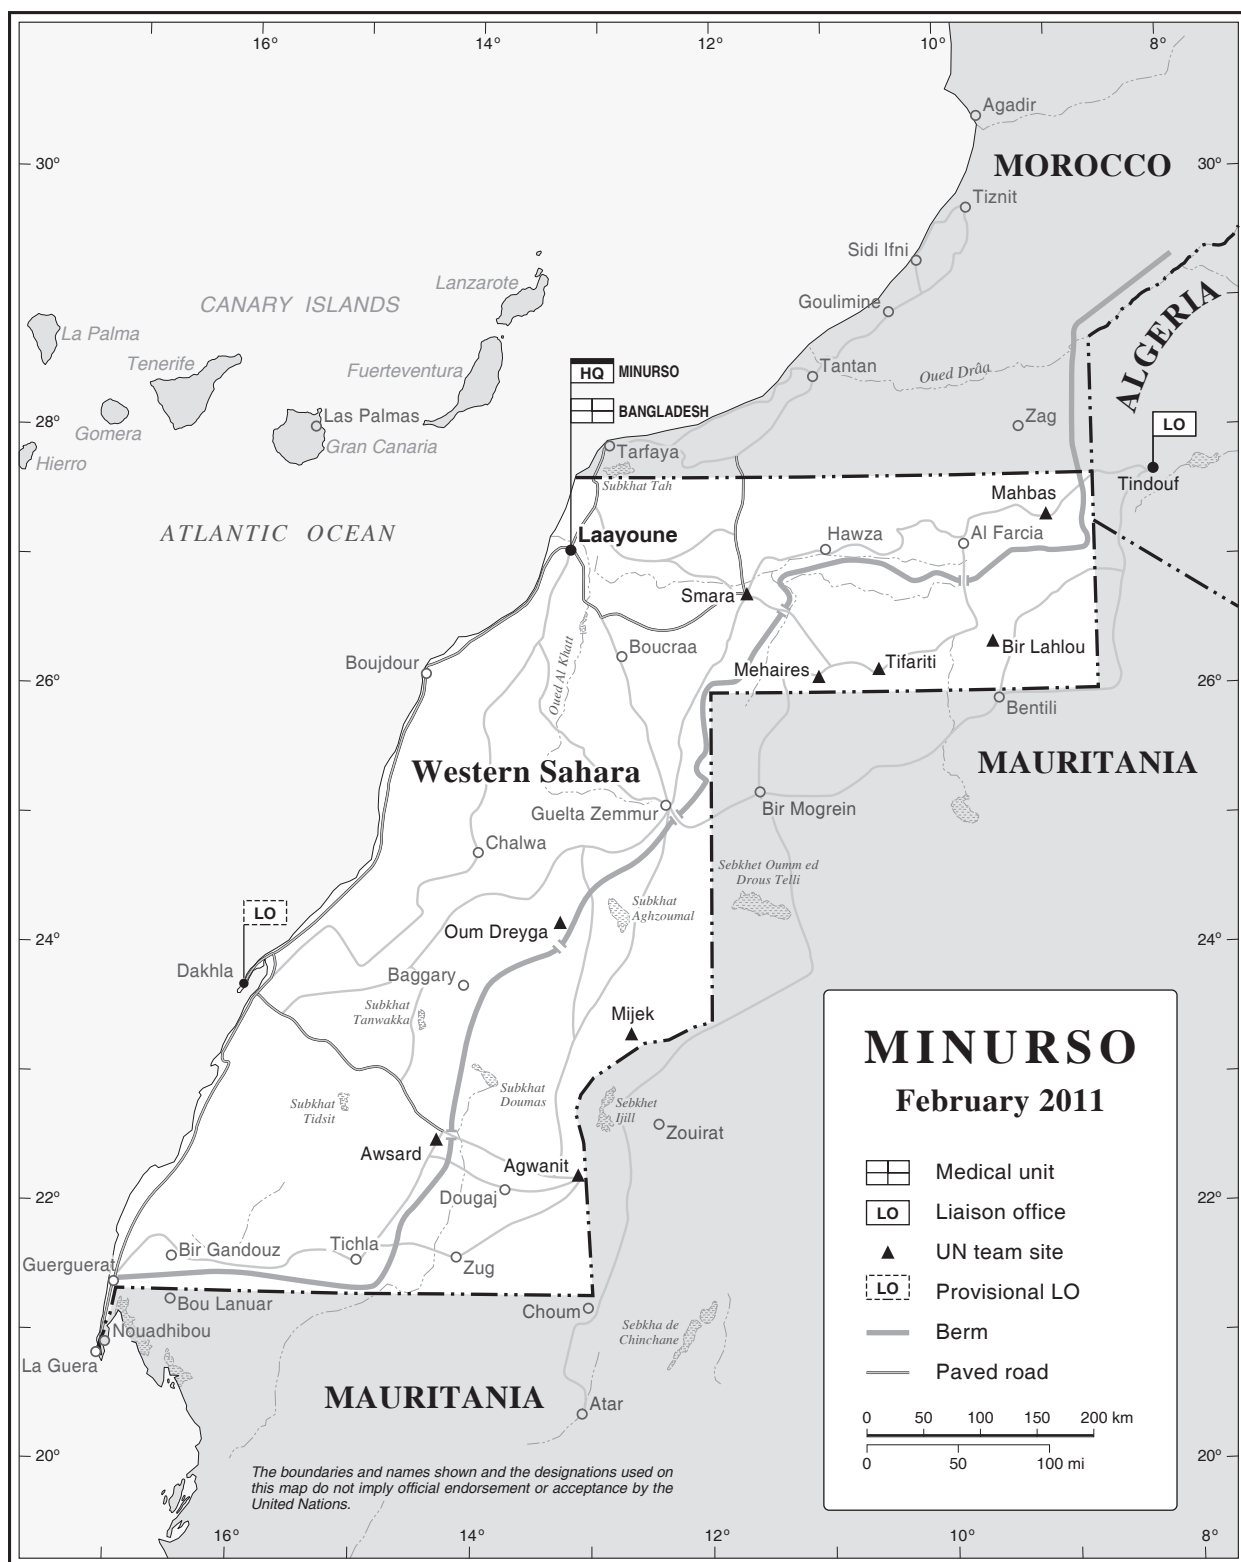 16°
14°
12°
10°
8°
30°
30°
Agadir
MOROCCO
Tiznit
Sidi Ifni
Goulimine
CANARY ISLANDS
Lanzarote
La Palma
Tenerife
Fuerteventura
Las Palmas
Gomera
Gran Canaria
Hierro
28°
28°
HQ MINURSO
BANGLADESH
Tantan
Oued Drâa
ALGERIA
Zag
LO
Tarfaya
Subkhat Tah
Tindouf
Mahbas
ATLANTIC OCEAN
Laayoune
Hawza
Al Farcia
Smara
Boucraa
Oued Al Khatt
Boujdour
Mehaires
Tifariti
Bir Lahlou
26°
26°
Bentili
MAURITANIA
Western Sahara
Guelta Zemmur
Bir Mogrein
Chalwa
Sebkhet Oumm ed
Drous Telli
LO
Subkhat
Aghzoumal
Oum Dreyga
24°
24°
Dakhla
Baggary
Subkhat
Tanwakka
Mijek
Subkhat
Tidsit
Subkhat
Doumas
Sebkhet
Ijill
Zouirat
Awsard
Agwanit
Dougaj
22°
22°
Tichla
Bir Gandouz
Zug
Guerguerat
Bou Lanuar
Choum
Nouadhibou
La Guera
Sebkha de
Chinchane
MAURITANIA
Atar
20°
20°
MINURSO
February 2011
Medical unit
LO Liaison office
UN team site
LO Provisional LO
Berm
Paved road
0 50 100 150 200 km
0 50 100 mi
The boundaries and names shown and the designations used on
this map do not imply official endorsement or acceptance by the
United Nations.
16°
14°
12°
10°
8°